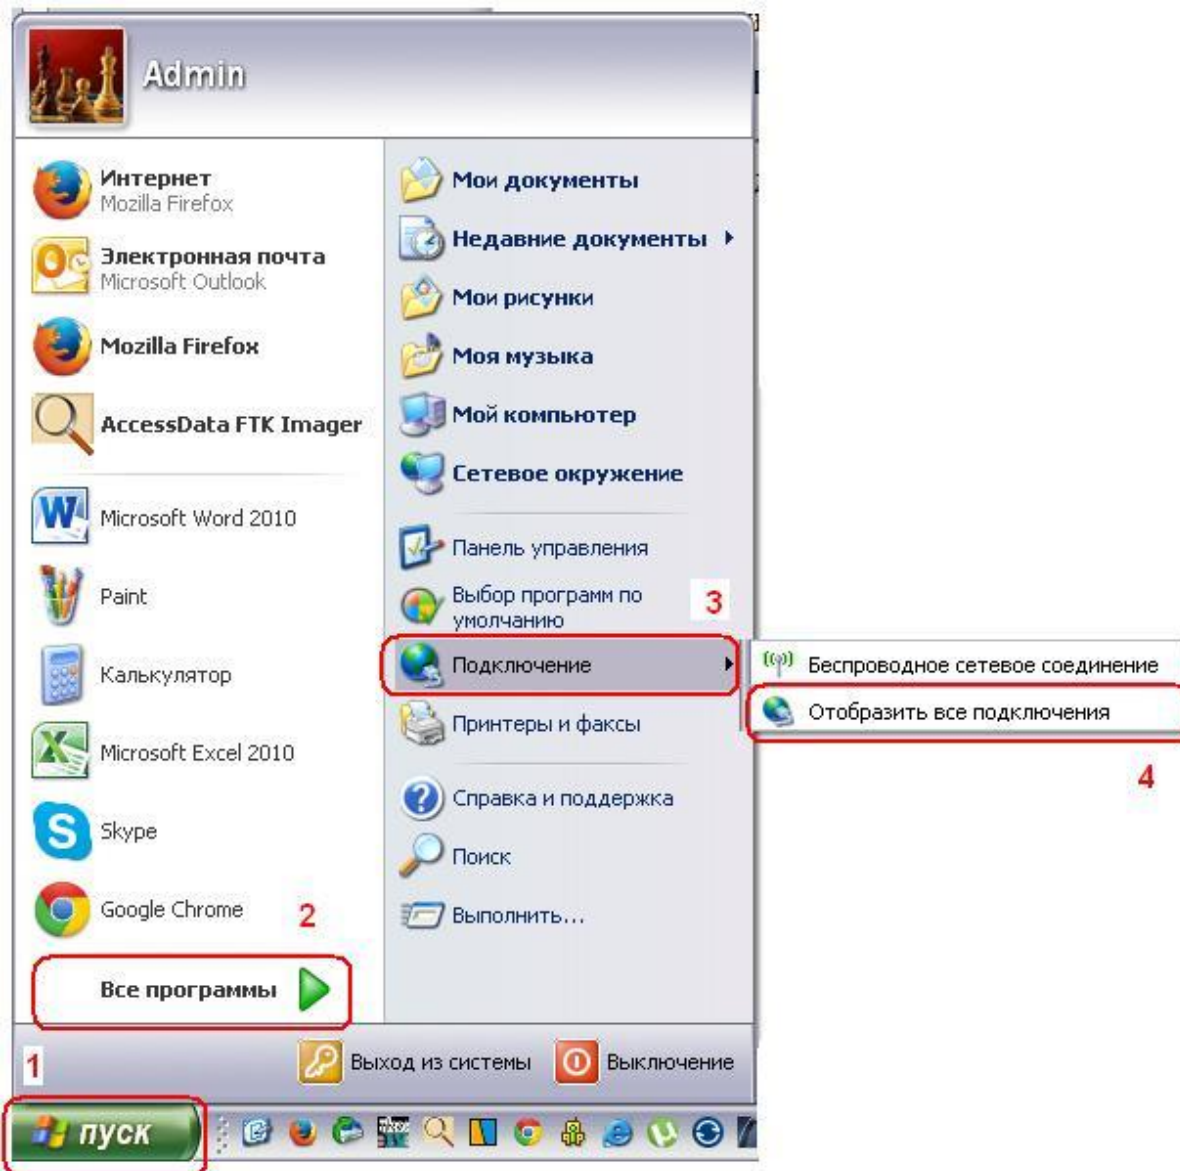 Admin
Интернет
Mozilla Firefox
Электронная почта
Microsoft Outlook
Mozilla Firefox
AccessData FTK Imager
Microsoft Word 2010
Paint
Калькулятор
Microsoft Excel 2010
Skype
Google Chrome
2
Все программы
Мои документы
Недавние документы
Мои рисунки
Моя музыка
Мой компьютер
Сетевое окружение
Панель управления
Выбор программ по
умолчанию
3
Подключение
Принтеры и факсы
Справка и поддержка
Поиск
Выполнить...
Беспроводное сетевое соединение
Отобразить все подключения
4
1
Выход из системы
Выключение
пуск